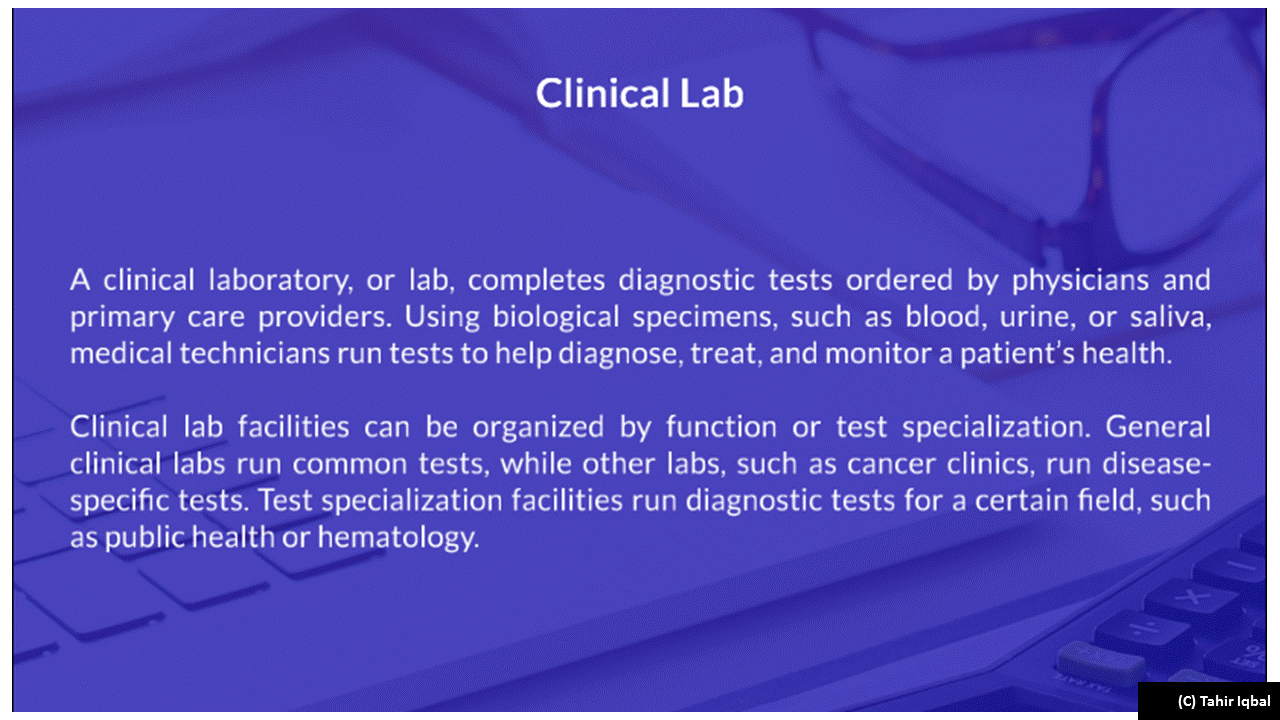 Clinical Lab
A clinical laboratory, or lab, completes diagnostic tests ordered by physicians and
primary care providers. Using biological specimens, such as blood, urine, or saliva,
medical technicians run tests to help diagnose, treat, and monitor a patient’s health.
Clinical lab facilities can be organized by function or test specialization. General
clinical labs run common tests, while other labs, such as cancer clinics, run disease-
specific tests. Test specialization facilities run diagnostic tests for a certain field, such
as public health or hematology.
×
÷
%
SET
TAX RATE
(C) Tahir Iqbal